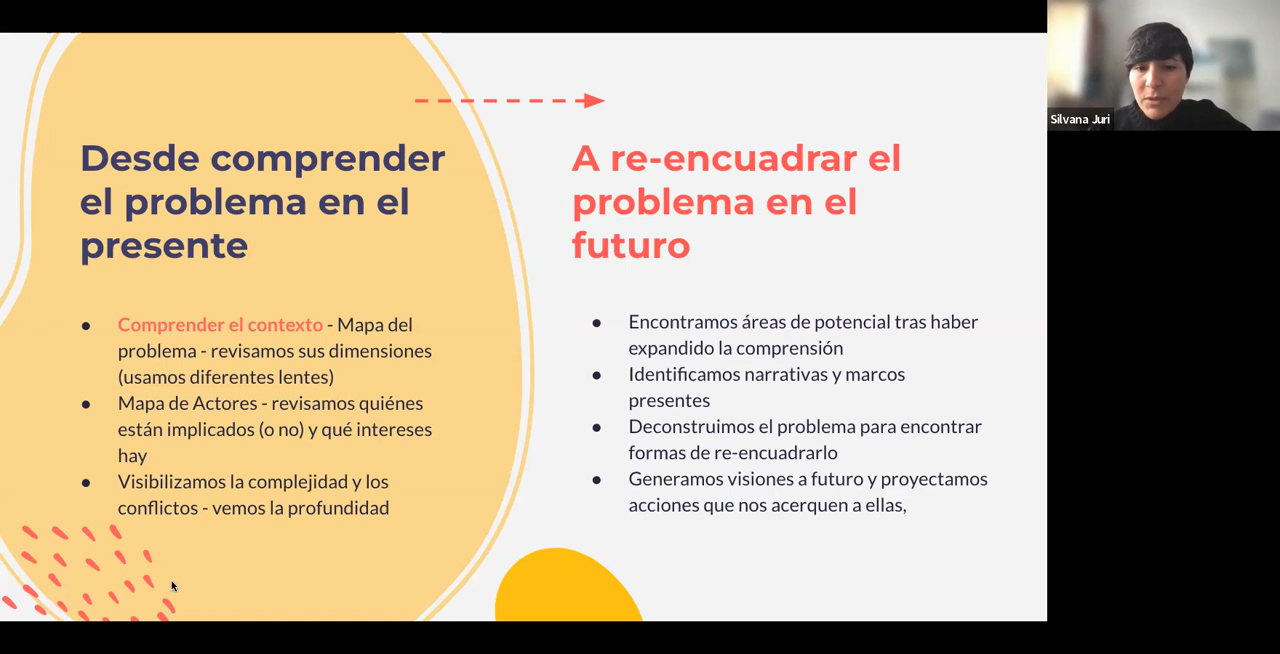 Desde comprender
el problema en el
presente
● Comprender el contexto - Mapa del
problema - revisamos sus dimensiones
(usamos diferentes lentes)
● Mapa de Actores - revisamos quiénes
están implicados (o no) y qué intereses
hay
● Visibilizamos la complejidad y los
conflictos - vemos la profundidad
A re-encuadrar el
problema en el
futuro
● Encontramos áreas de potencial tras haber
expandido la comprensión
● Identificamos narrativas y marcos
presentes
● Deconstruimos el problema para encontrar
formas de re-encuadrarlo
● Generamos visiones a futuro y proyectamos
acciones que nos acerquen a ellas,
Silvana Juri